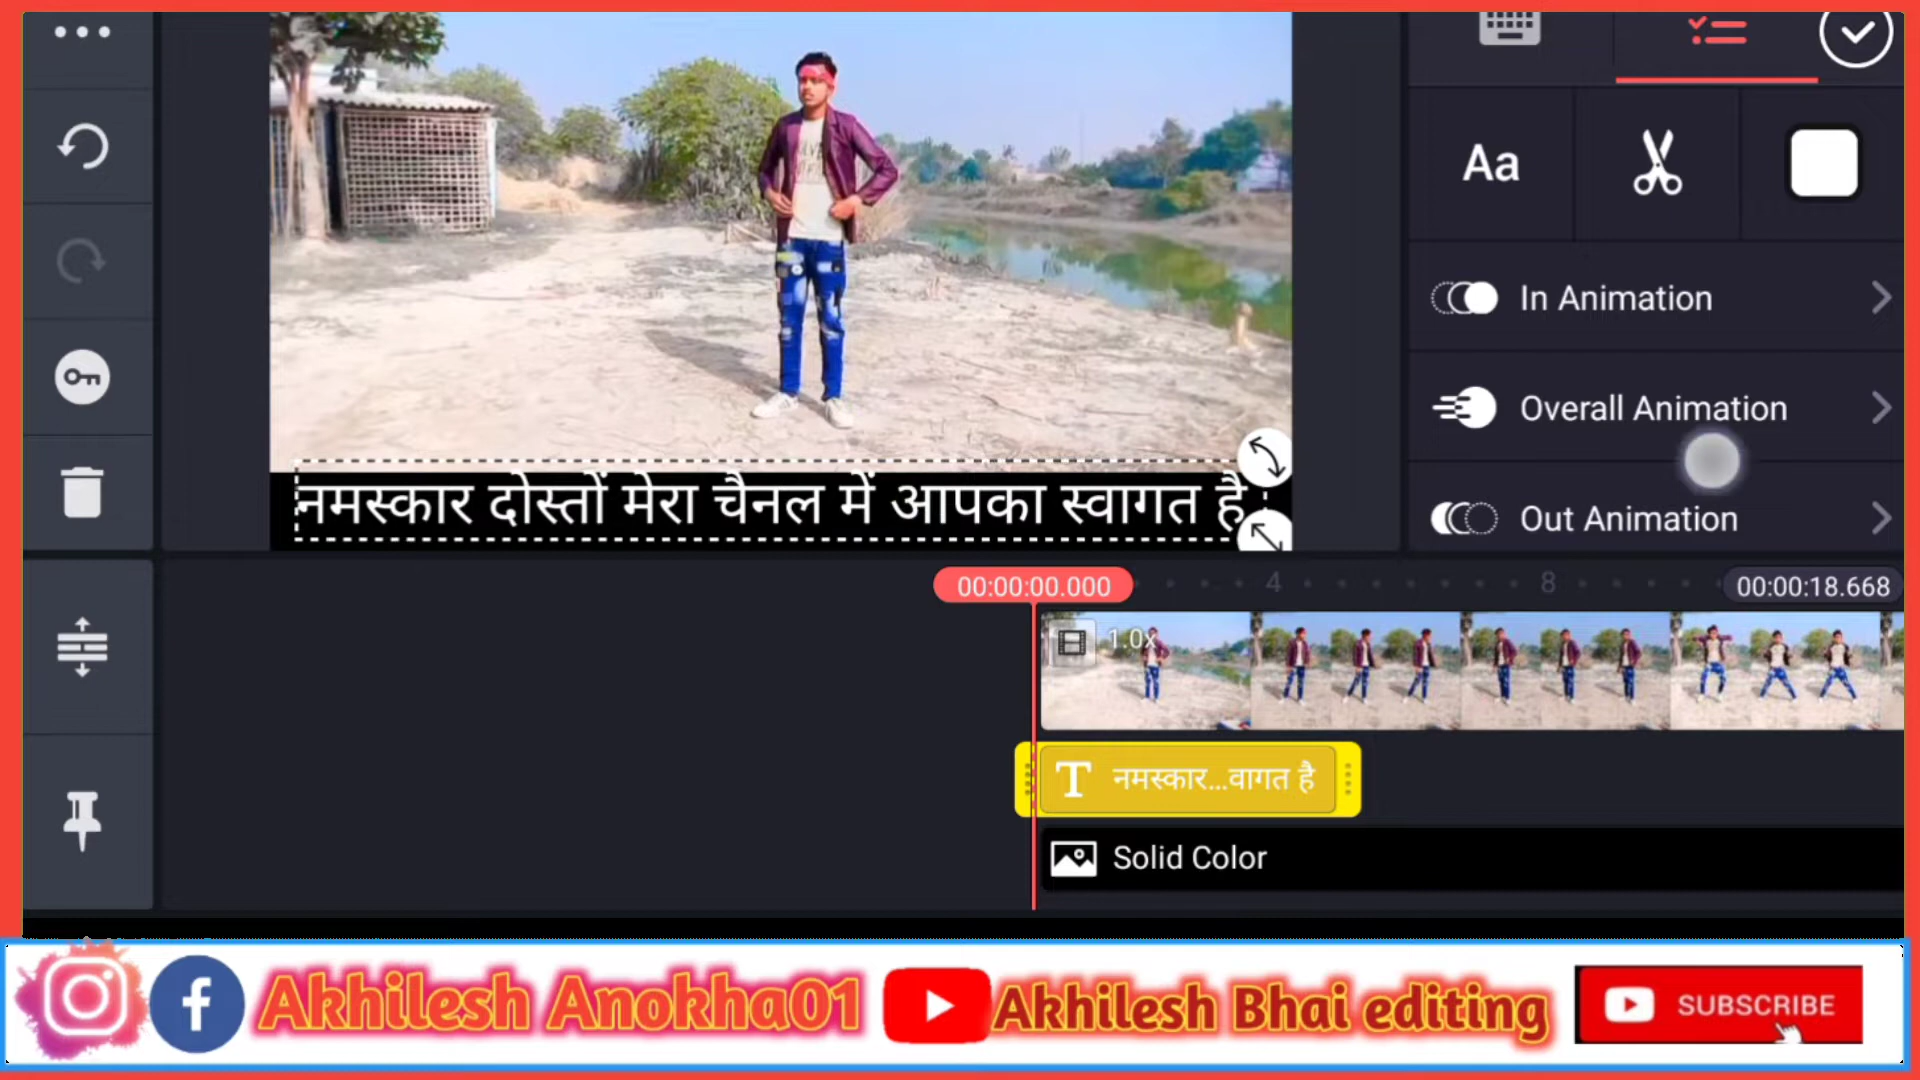 Aa
In Animation
Overall Animation
Out Animation
नमस्कार दोस्तों मेरा चैनल में आपका स्वागत है
00:00:00.000
4
8
00:00:18.668
1.0x
T नमस्कार...वागत है
Solid Color
Akhilesh Anokha01
Akhilesh Bhai editing
SUBSCRIBE